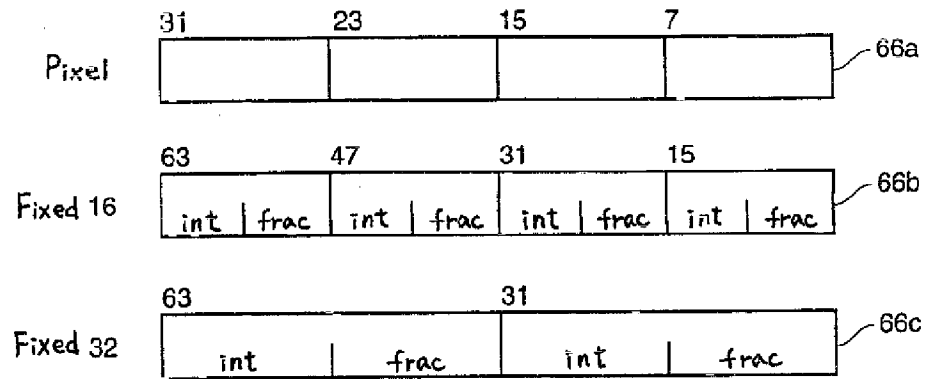 31 23 15 7
Pixel 66a
63 47 31 15
Fixed 16 int frac int frac int frac int frac 66b
63 31
Fixed 32 int frac int frac 66c